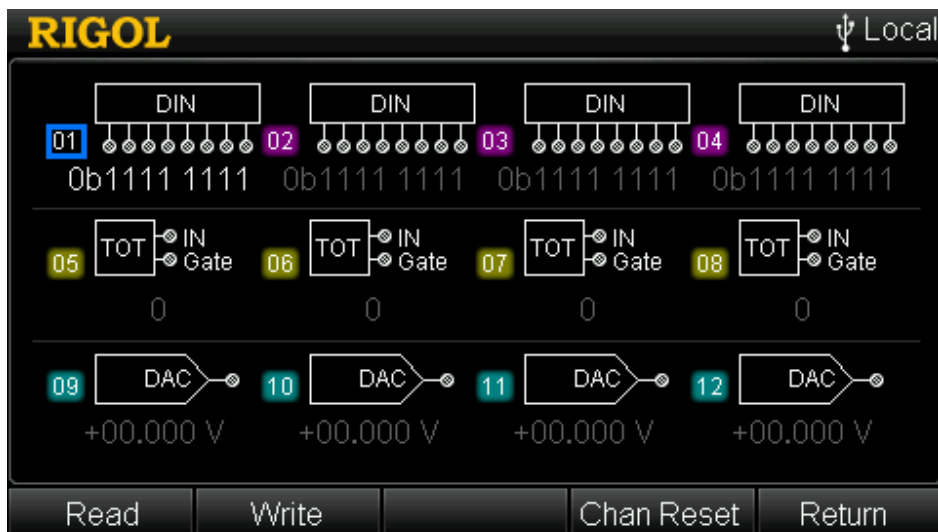 RIGOL Local
DIN DIN DIN DIN
01 02 03 04
0b1111 1111 0b1111 1111 0b1111 1111 0b1111 1111
TOT IN TOT IN TOT IN TOT IN
05 Gate 06 Gate 07 Gate 08 Gate
0 0 0 0
09 DAC 10 DAC 11 DAC 12 DAC
+00.000 V +00.000 V +00.000 V +00.000 V
Read Write Chan Reset Return